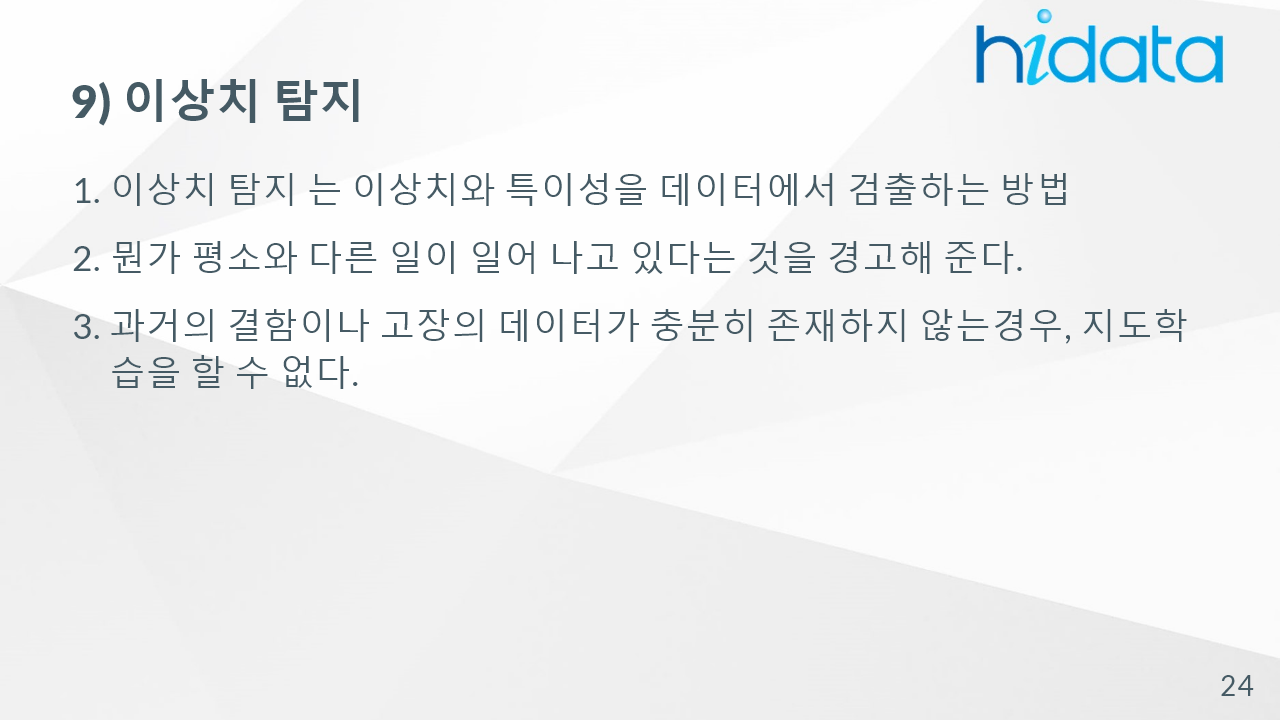 hidata
9) 이상치 탐지
1. 이상치 탐지 는 이상치와 특이성을 데이터에서 검출하는 방법
2. 뭔가 평소와 다른 일이 일어 나고 있다는 것을 경고해 준다.
3. 과거의 결함이나 고장의 데이터가 충분히 존재하지 않는경우, 지도학
습을 할 수 없다.
24